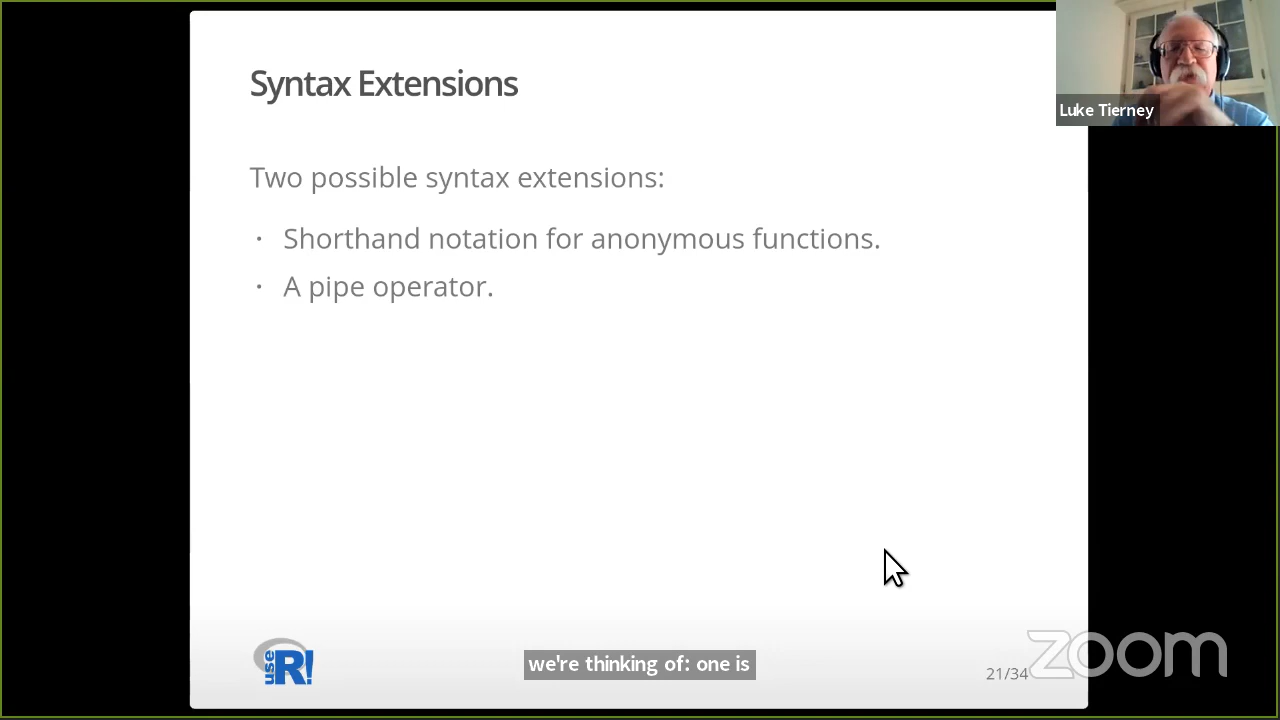 Syntax Extensions
Luke Tierney
Two possible syntax extensions:
· Shorthand notation for anonymous functions.
· A pipe operator.
use R!
we're thinking of: one is
21/34
zoom